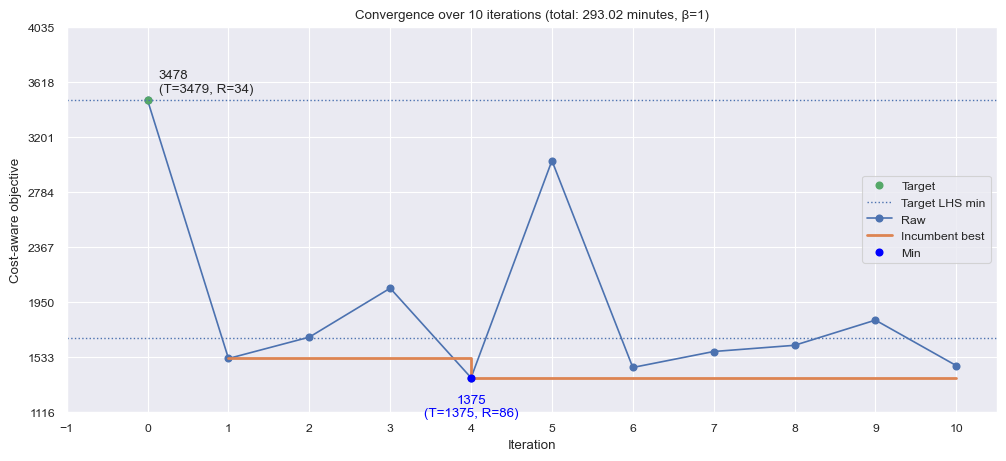 Convergence over 10 iterations (total: 293.02 minutes, β=1)
4035
3618
3201
2784
2367
1950
1533
1116
Cost-aware objective
3478
(T=3479, R=34)
1375
(T=1375, R=86)
Target
Target LHS min
Raw
Incumbent best
Min
−1
0
1
2
3
4
5
6
7
8
9
10
Iteration